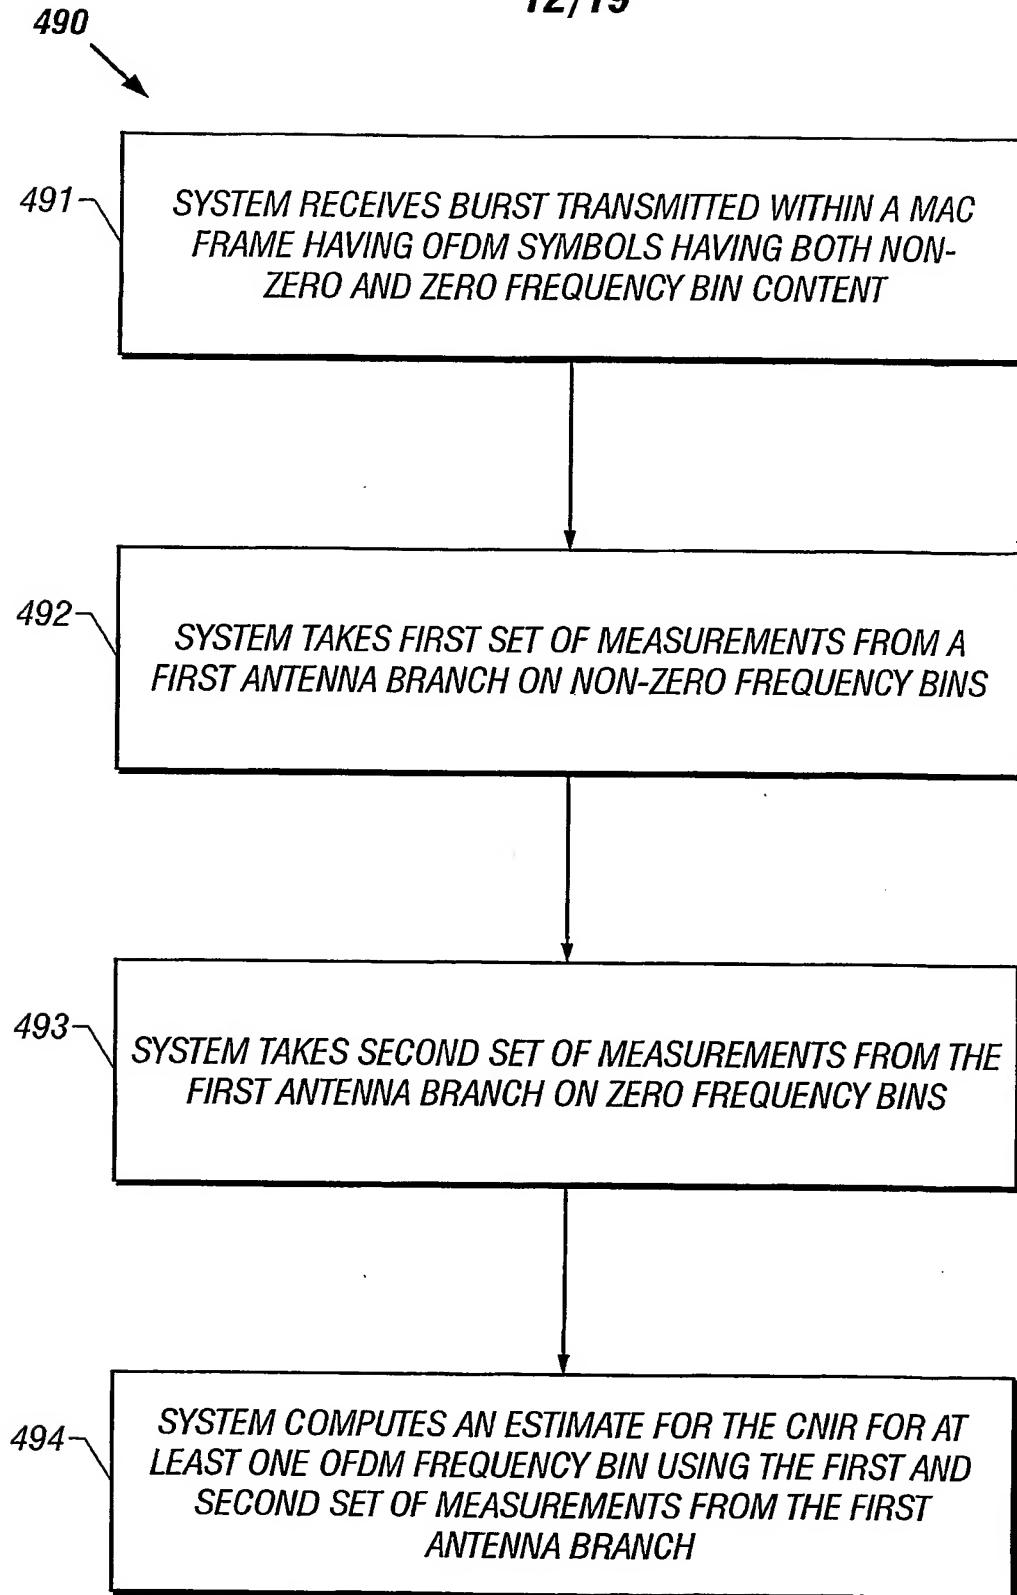 12/19
490
491
SYSTEM RECEIVES BURST TRANSMITTED WITHIN A MAC
FRAME HAVING OFDM SYMBOLS HAVING BOTH NON-
ZERO AND ZERO FREQUENCY BIN CONTENT
492
SYSTEM TAKES FIRST SET OF MEASUREMENTS FROM A
FIRST ANTENNA BRANCH ON NON-ZERO FREQUENCY BINS
493
SYSTEM TAKES SECOND SET OF MEASUREMENTS FROM THE
FIRST ANTENNA BRANCH ON ZERO FREQUENCY BINS
494
SYSTEM COMPUTES AN ESTIMATE FOR THE CNIR FOR AT
LEAST ONE OFDM FREQUENCY BIN USING THE FIRST AND
SECOND SET OF MEASUREMENTS FROM THE FIRST
ANTENNA BRANCH